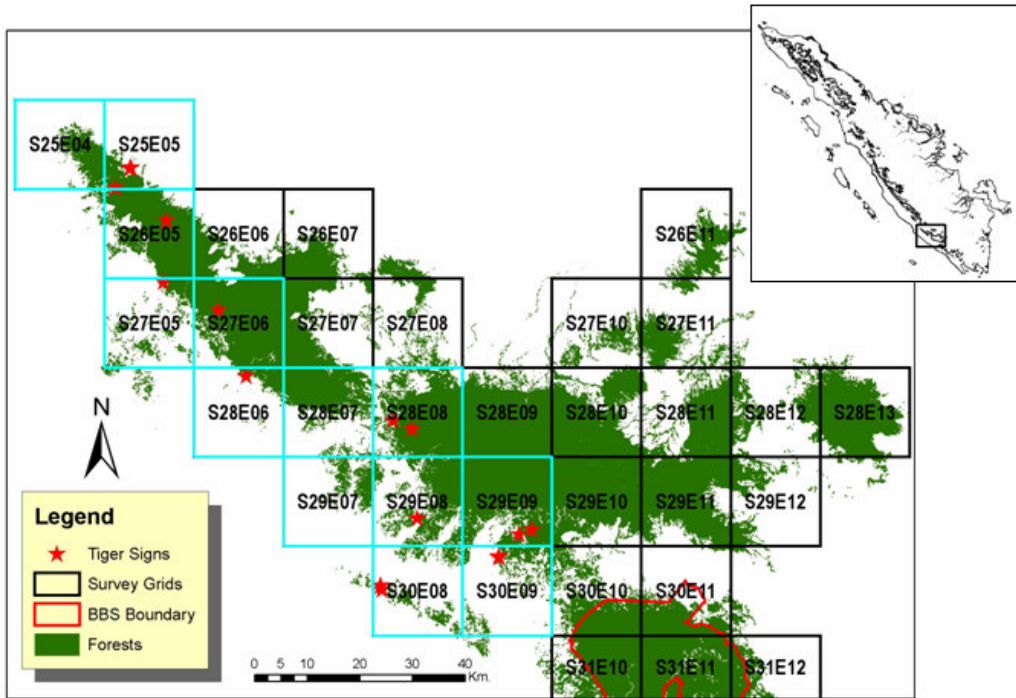 S25E04 S25E05
S26E05 S26E06 S26E07 S26E11
S27E05 S27E06 S27E07 S27E08 S27E10 S27E11
S28E06 S28E07 S28E08 S28E09 S28E10 S28E11 S28E12 S28E13
N
S29E07 S29E08 S29E09 S29E10 S29E11 S29E12
S30E08 S30E09 S30E10 S30E11
S31E10 S31E11 S31E12
Legend
Tiger Signs
Survey Grids
BBS Boundary
Forests
0 5 10 20 30 40
Km.